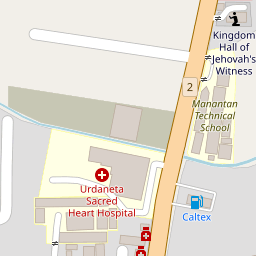 Kingdom
Hall of
Jehovah's
Witness
2
Manantan
Technical
School
Urdaneta
Sacred
Heart Hospital
Caltex